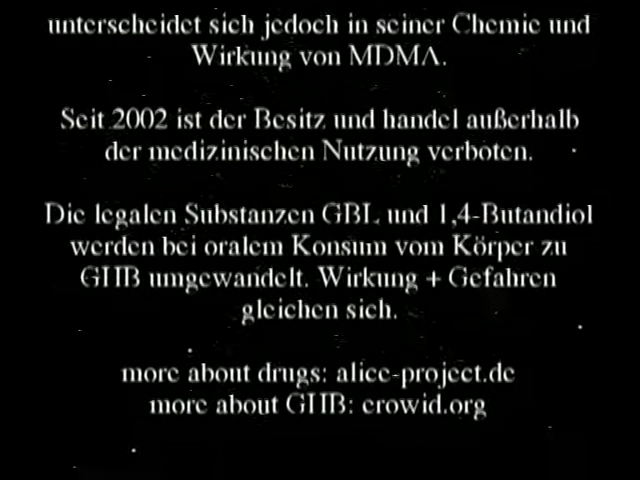 unterscheidet sich jedoch in seiner Chemie und
Wirkung von MDMA.
Seit 2002 ist der Besitz und handel außerhalb
der medizinischen Nutzung verboten.
Die legalen Substanzen GBL und 1,4-Butandiol
werden bei oralem Konsum vom Körper zu
GHB umgewandelt. Wirkung + Gefahren
gleichen sich.
more about drugs: alice-project.de
more about GHB: erowid.org